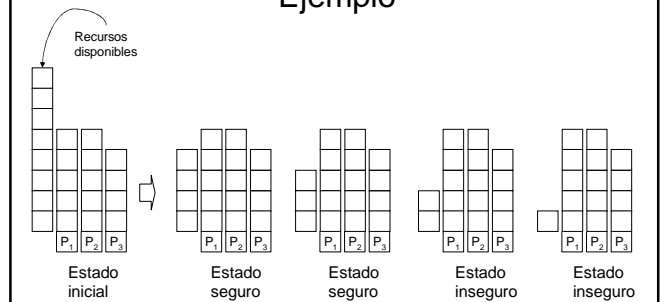 Ejemplo
Recursos
disponibles
P₁ P₂ P₃
P₁ P₂ P₃
P₁ P₂ P₃
P₁ P₂ P₃
P₁ P₂ P₃
Estado
inicial
Estado
seguro
Estado
seguro
Estado
inseguro
Estado
inseguro